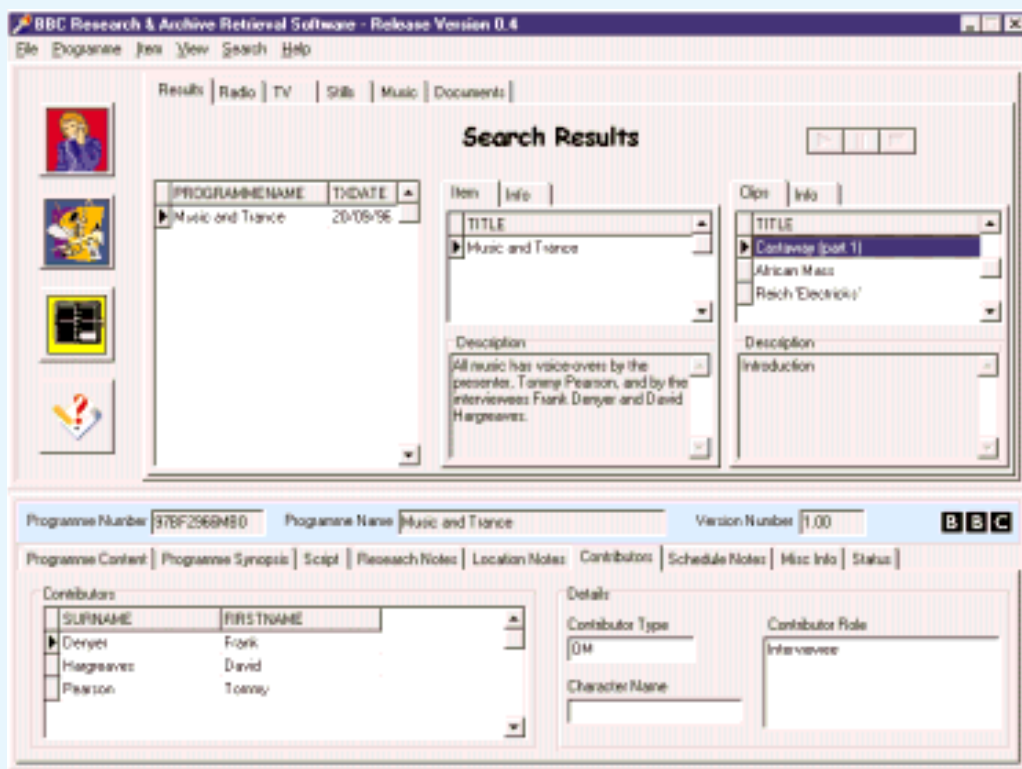 BBC Research & Archive Retrieval Software - Release Version 0.4
File Programme Item View Search Help
Results Radio TV Stills Music Documents
Search Results
PROGRAMMENAME TXDATE
Music and Trance 20/09/96
Item Info
TITLE
Music and Trance
Description
All music has voice-overs by the
presenter, Tommy Pearson, and by the
interviewees Frank Denyer and David
Hargreaves.
Clips Info
TITLE
Castaway (part 1)
African Mass
Reich 'Electricks'
Description
Introduction
Programme Number 97BF2966MB0 Programme Name Music and Trance Version Number 1.00 BBC
Programme Content Programme Synopsis Script Research Notes Location Notes Contributors Schedule Notes Misc Info Status
Contributors
SURNAME FIRSTNAME
Denyer Frank
Hargreaves David
Pearson Tommy
Details
Contributor Type
Contributor Role
Interviewee
Character Name